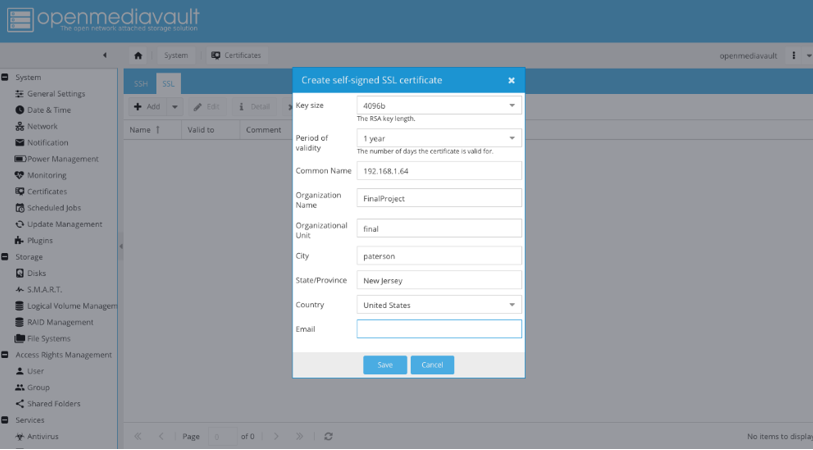 openmediavault
The open network attached storage solution
System
Certificates
openmediavault
System
General Settings
Date & Time
Network
Notification
Power Management
Monitoring
Certificates
Scheduled Jobs
Update Management
Plugins
Storage
Disks
S.M.A.R.T.
Logical Volume Managem
RAID Management
File Systems
Access Rights Management
User
Group
Shared Folders
Services
Antivirus
SSH
SSL
Add
Edit
Detail
Name
Valid to
Comment
Create self-signed SSL certificate
Key size
4096b
The RSA key length.
Period of
validity
1 year
The number of days the certificate is valid for.
Common Name
192.168.1.64
Organization
Name
FinalProject
Organizational
Unit
final
City
paterson
State/Province
New Jersey
Country
United States
Email
Save
Cancel
Page
0
of 0
No items to display